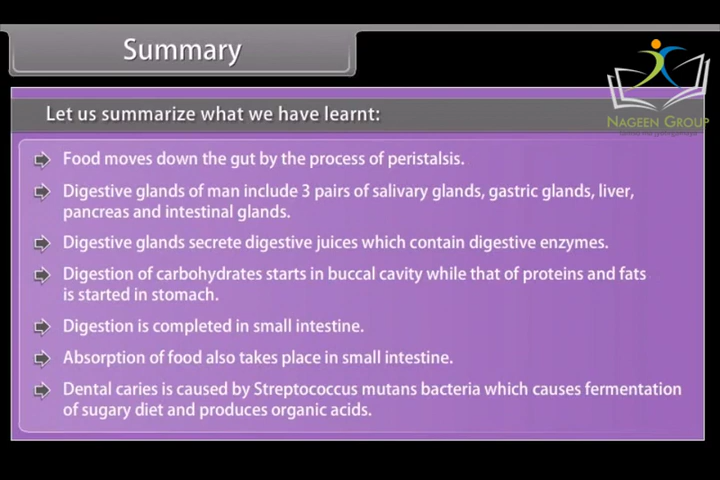 Summary
NAGEEN GROUP
Let us summarize what we have learnt:
Food moves down the gut by the process of peristalsis.
Digestive glands of man include 3 pairs of salivary glands, gastric glands, liver,
pancreas and intestinal glands.
Digestive glands secrete digestive juices which contain digestive enzymes.
Digestion of carbohydrates starts in buccal cavity while that of proteins and fats
is started in stomach.
Digestion is completed in small intestine.
Absorption of food also takes place in small intestine.
Dental caries is caused by Streptococcus mutans bacteria which causes fermentation
of sugary diet and produces organic acids.